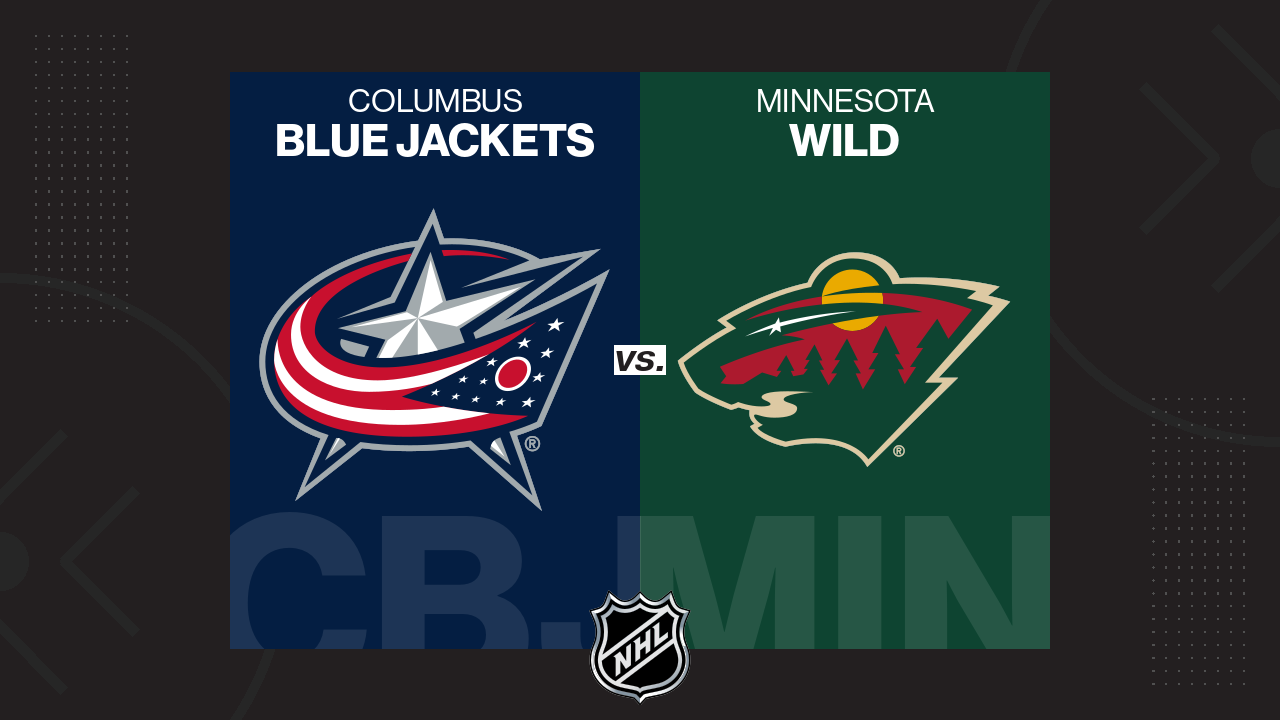 COLUMBUS
BLUE JACKETS
MINNESOTA
WILD
vs.
®
®
CBJ
MIN
NHL